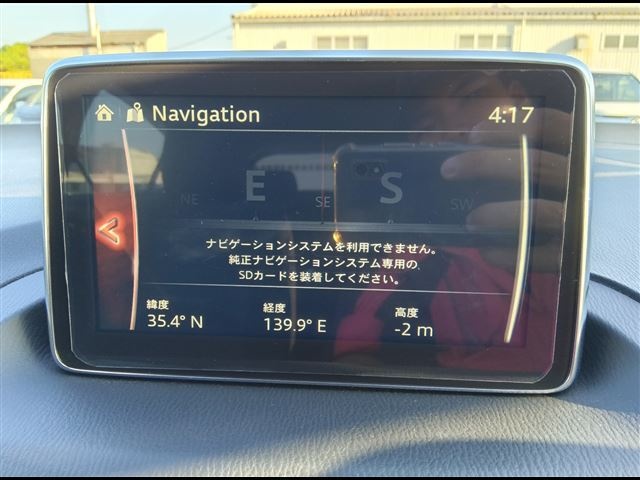 Navigation 4:17
NE E SE S SW
ナビゲーションシステムを利用できません。
純正ナビゲーションシステム専用の
SDカードを装着してください。
緯度 経度 高度
35.4° N 139.9° E -2 m